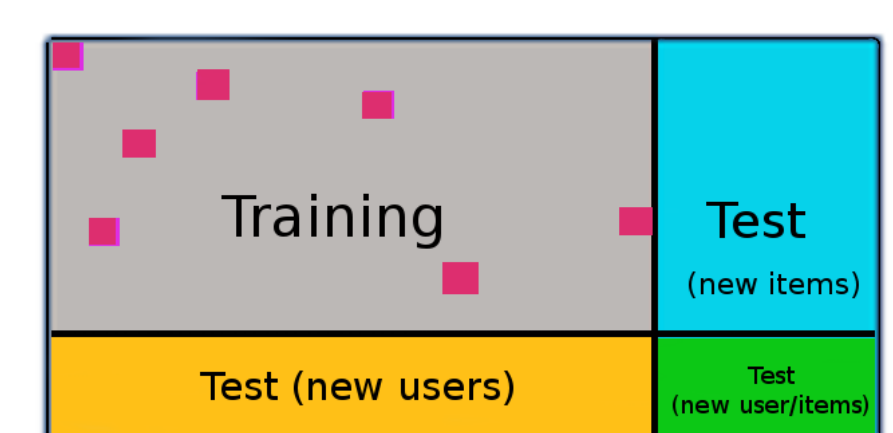 Training
Test
(new items)
Test (new users)
Test
(new user/items)